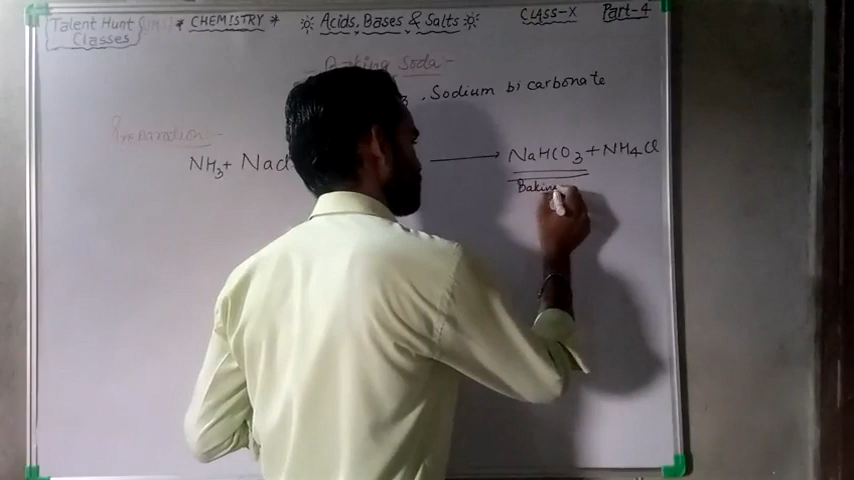 Talent Hunt * CHEMISTRY * Acids, Bases & Salts CLASS-X Part-4
Classes
Baking Soda:-
3 . Sodium bi carbonate
Preparation:-
NH3 + Nacl → NaHCO3 + NH4Cl
Baking